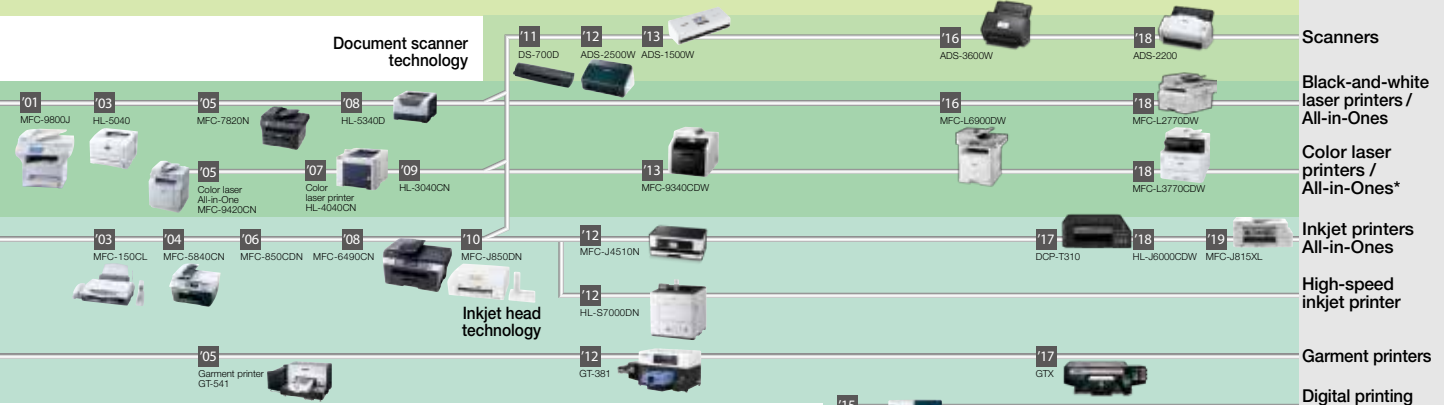 Document scanner
technology
'11
DS-700D
'12
ADS-2500W
'13
ADS-1500W
'16
ADS-3600W
'18
ADS-2200
Scanners
'01
MFC-9800J
'03
HL-5040
'05
MFC-7820N
'08
HL-5340D
'16
MFC-L6900DW
'18
MFC-L2770DW
Black-and-white
laser printers /
All-in-Ones
'05
Color laser
All-in-One
MFC-9420CN
'07
Color
laser printer
HL-4040CN
'09
HL-3040CN
'13
MFC-9340CDW
'18
MFC-L3770CDW
Color laser
printers /
All-in-Ones*
'03
MFC-150CL
'04
MFC-5840CN
'06
MFC-850CDN
'08
MFC-6490CN
'10
MFC-J850DN
'12
MFC-J4510N
'17
DCP-T310
'18
HL-J6000CDW
'19
MFC-J815XL
Inkjet printers
All-in-Ones
Inkjet head
technology
'12
HL-S7000DN
High-speed
inkjet printer
'05
Garment printer
GT-541
'12
GT-381
'17
GTX
Garment printers
'15
Digital printing